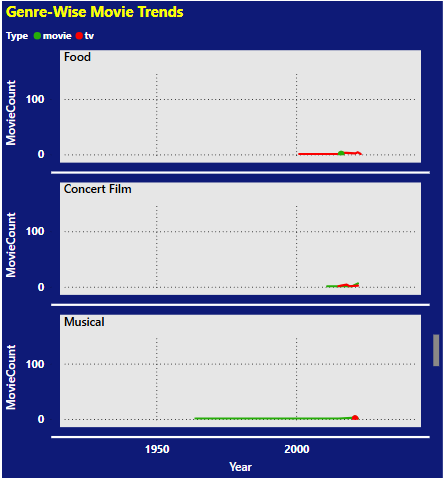 Genre-Wise Movie Trends
Type movie tv
Food
MovieCount
100
0
Concert Film
MovieCount
100
0
Musical
MovieCount
100
0
1950 2000
Year